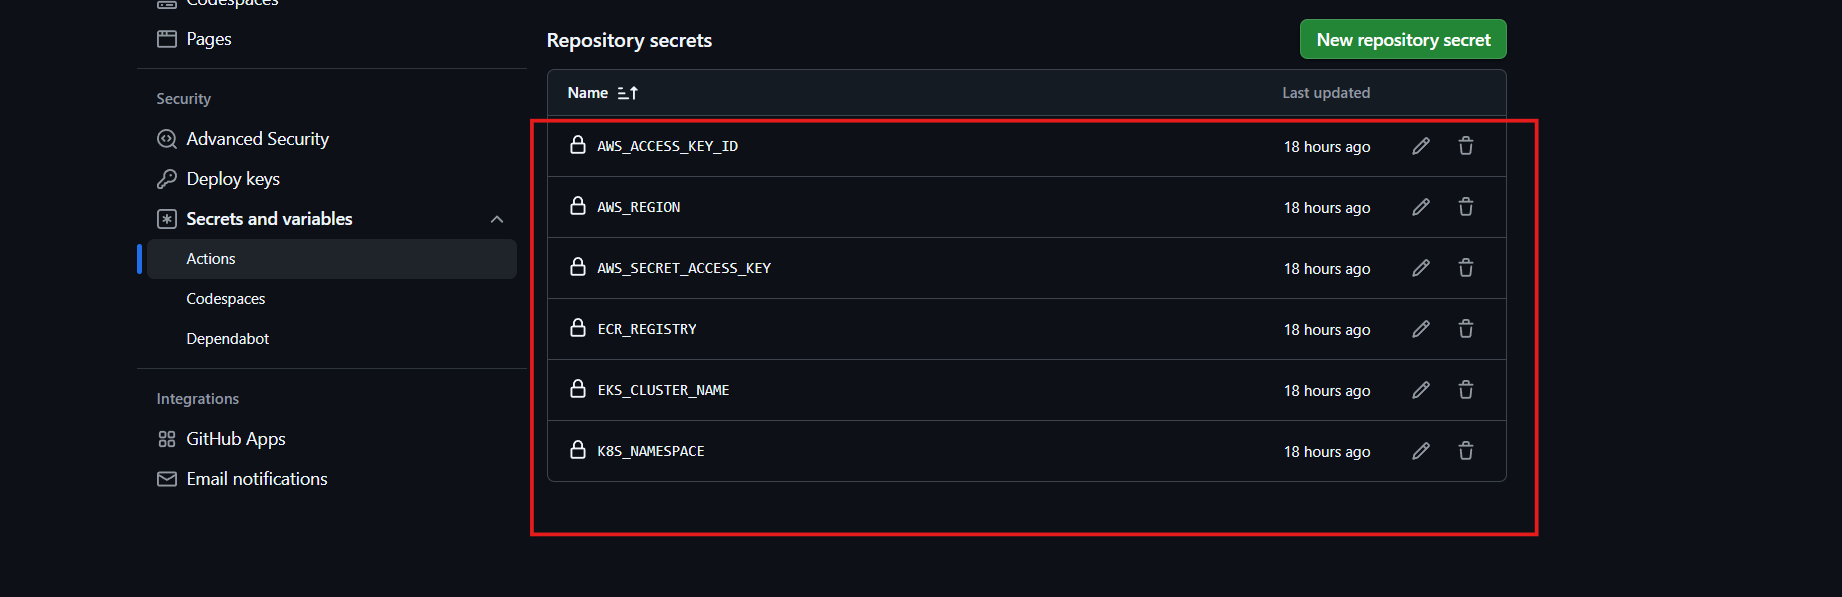 Codespaces
Pages
Security
Advanced Security
Deploy keys
Secrets and variables
Actions
Codespaces
Dependabot
Integrations
GitHub Apps
Email notifications
Repository secrets
New repository secret
Name Last updated
AWS_ACCESS_KEY_ID 18 hours ago
AWS_REGION 18 hours ago
AWS_SECRET_ACCESS_KEY 18 hours ago
ECR_REGISTRY 18 hours ago
EKS_CLUSTER_NAME 18 hours ago
K8S_NAMESPACE 18 hours ago